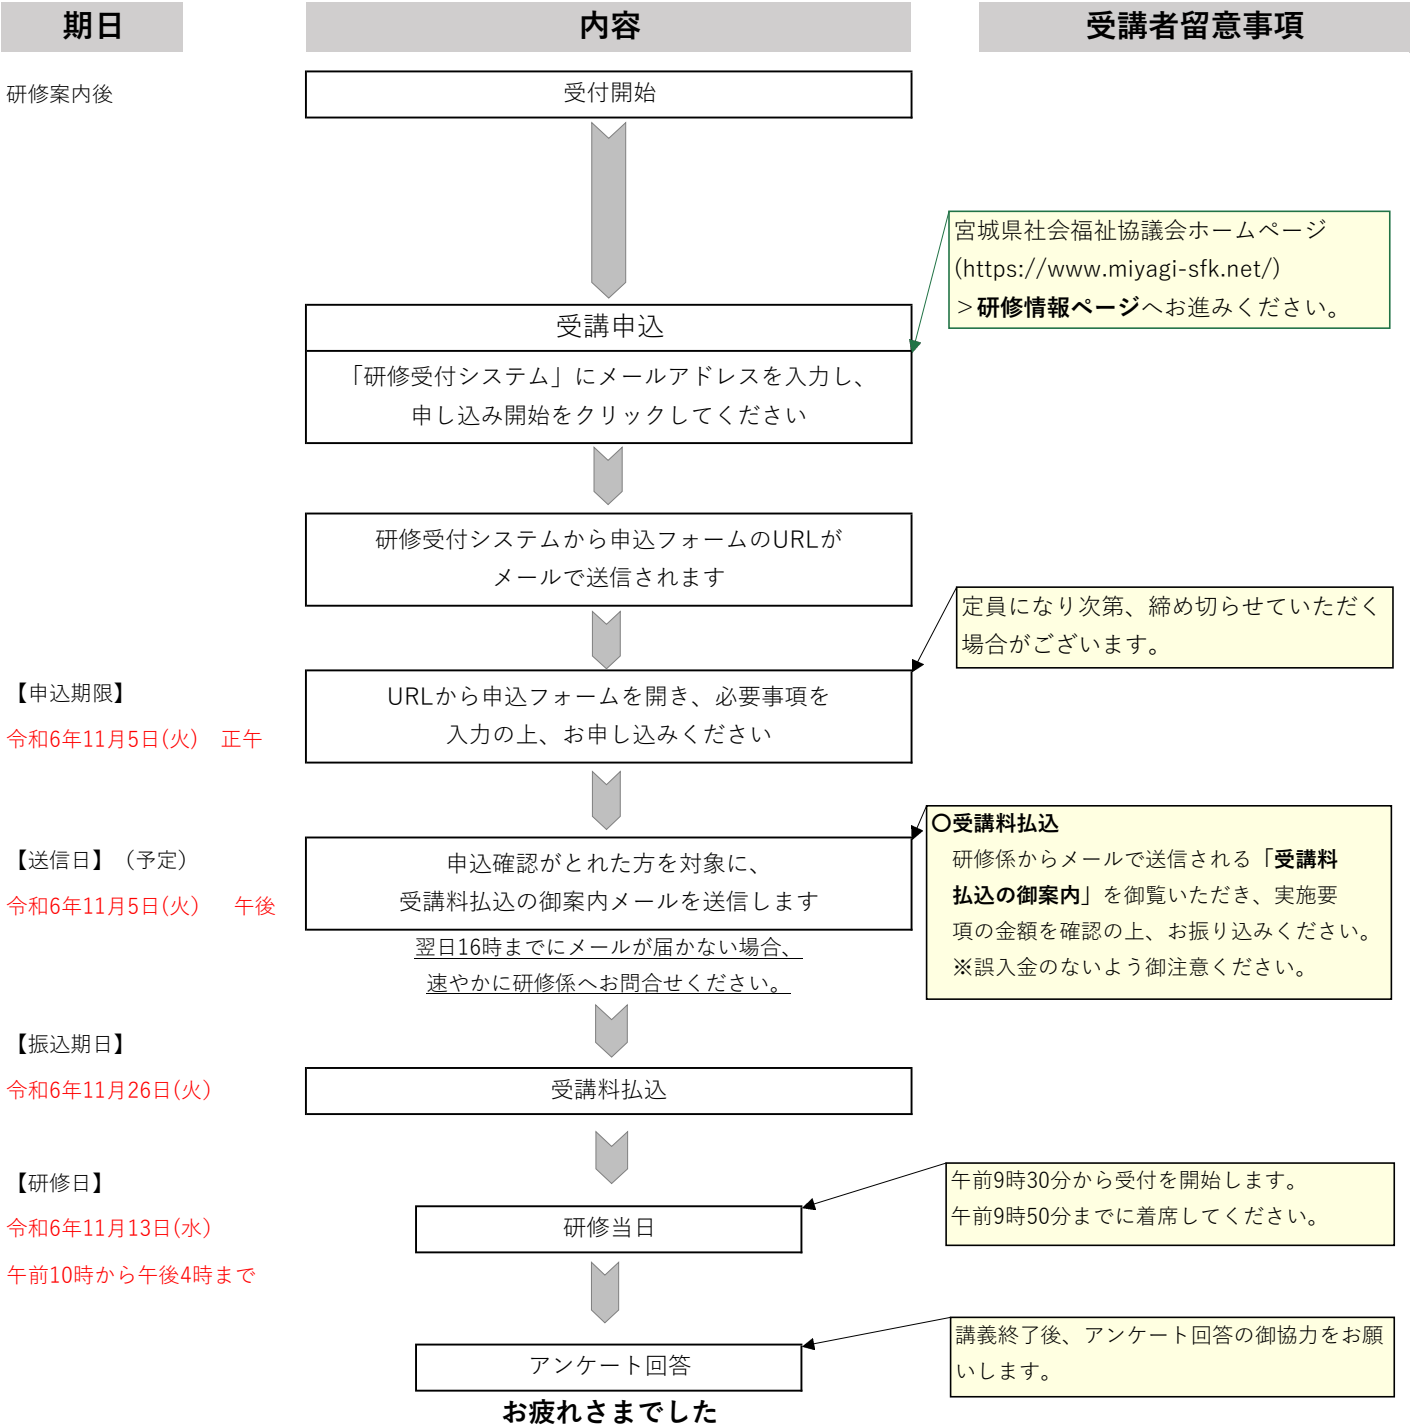 期日
内容
受講者留意事項
研修案内後
受付開始
宮城県社会福祉協議会ホームページ
(https://www.miyagi-sfk.net/)
＞研修情報ページへお進みください。
受講申込
「研修受付システム」にメールアドレスを入力し、
申し込み開始をクリックしてください
研修受付システムから申込フォームのURLが
メールで送信されます
定員になり次第、締め切らせていただく
場合がございます。
【申込期限】
令和6年11月5日(火)　正午
URLから申込フォームを開き、必要事項を
入力の上、お申し込みください
【送信日】（予定）
令和6年11月5日(火)　午後
申込確認がとれた方を対象に、
受講料払込の御案内メールを送信します
翌日16時までにメールが届かない場合、
速やかに研修係へお問合せください。
〇受講料払込
研修係からメールで送信される「受講料
払込の御案内」を御覧いただき、実施要
項の金額を確認の上、お振り込みください。
※誤入金のないよう御注意ください。
【振込期日】
令和6年11月26日(火)
受講料払込
【研修日】
令和6年11月13日(水)
午前10時から午後4時まで
研修当日
午前9時30分から受付を開始します。
午前9時50分までに着席してください。
アンケート回答
講義終了後、アンケート回答の御協力をお願
いします。
お疲れさまでした